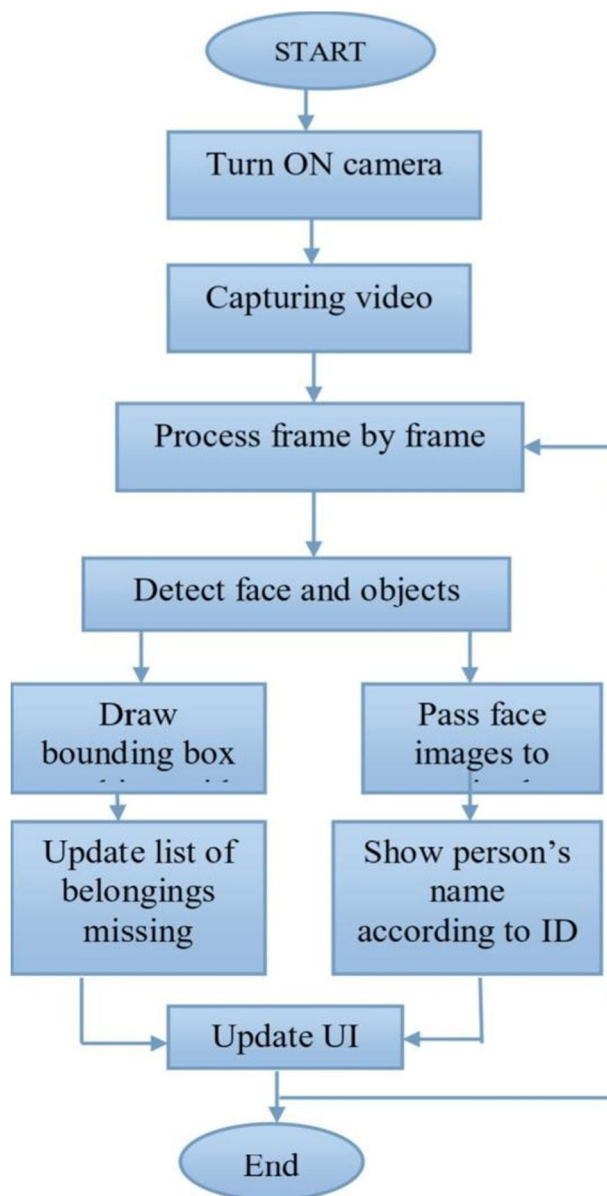 START
Turn ON camera
Capturing video
Process frame by frame
Detect face and objects
Draw
bounding box
Pass face
images to
Update list of
belongings
missing
Show person’s
name
according to ID
Update UI
End